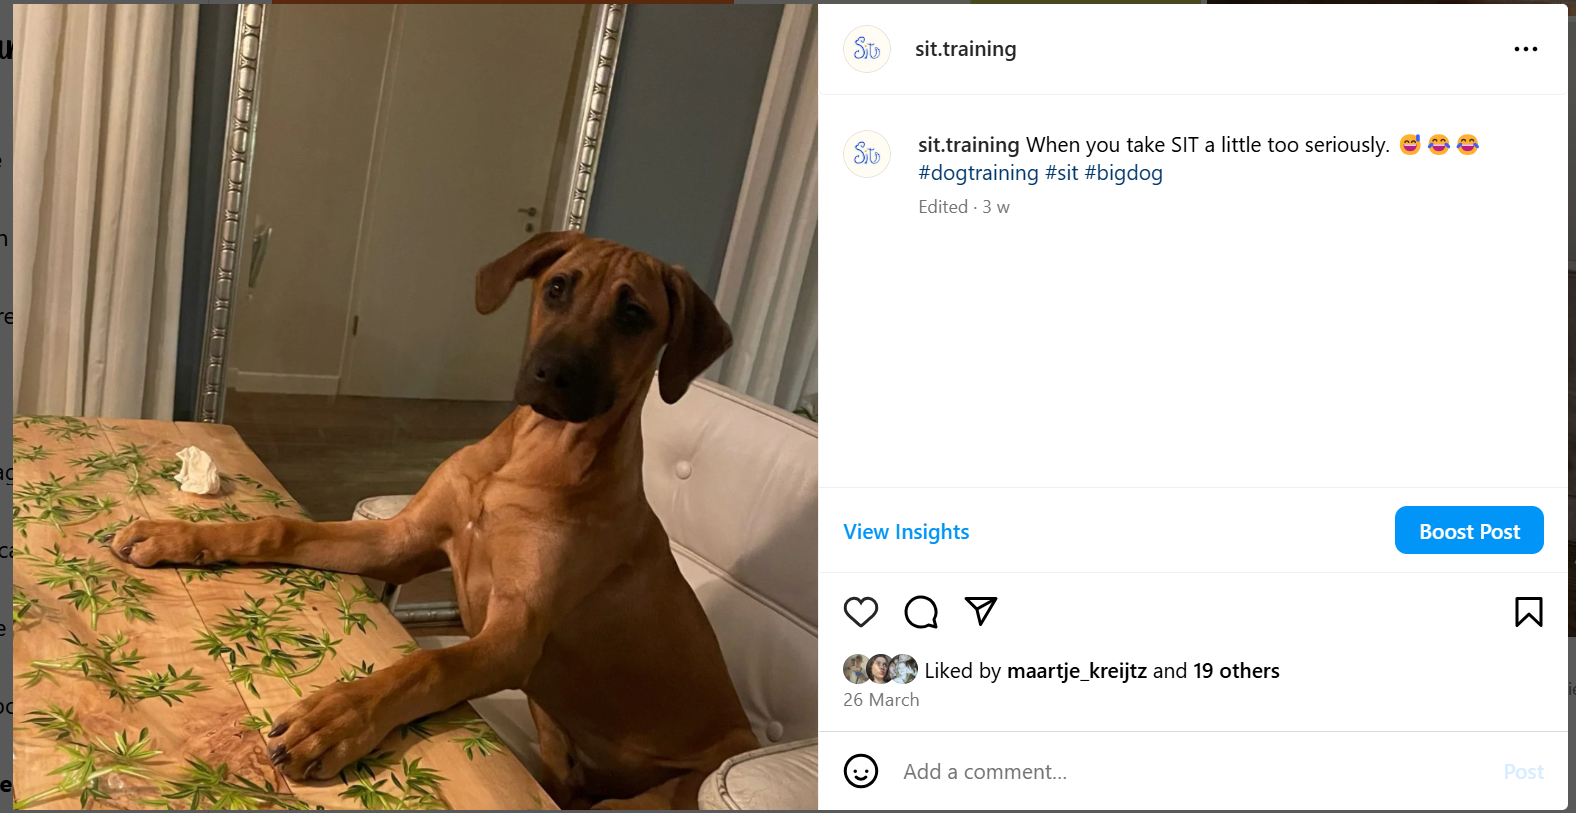 sit.training
sit.training When you take SIT a little too seriously. 😅😂😂
#dogtraining #sit #bigdog
Edited · 3 w
View Insights
Boost Post
Liked by maartje_kreijtz and 19 others
26 March
Add a comment...
Post